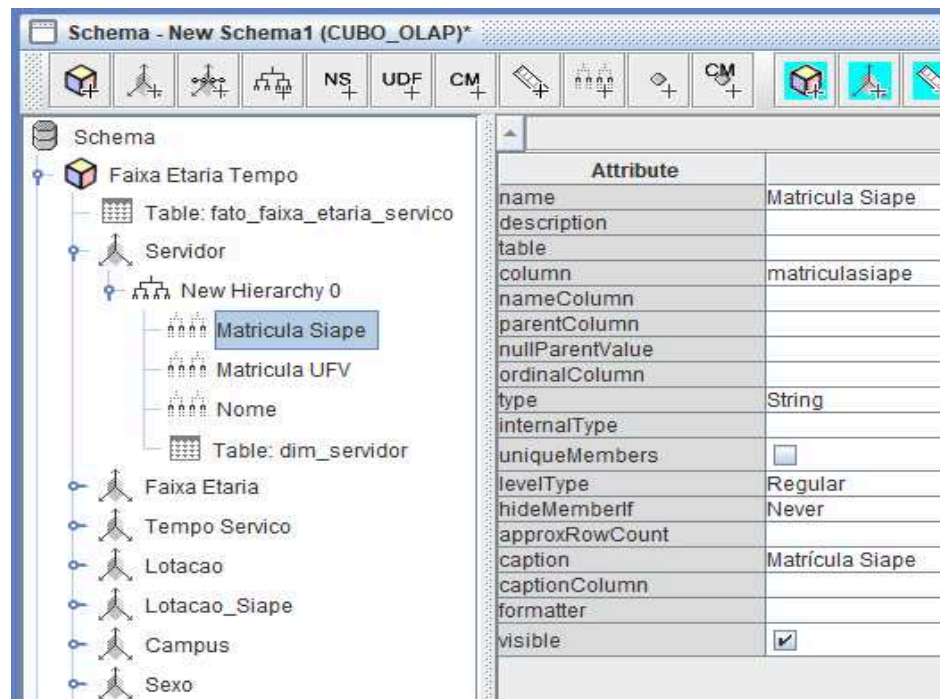 Schema - New Schema1 (CUBO_OLAP)*
NS UDF CM CM
Schema
Faixa Etaria Tempo
Table: fato_faixa_etaria_servico
Servidor
New Hierarchy 0
Matricula Siape
Matricula UFV
Nome
Table: dim_servidor
Faixa Etaria
Tempo Servico
Lotacao
Lotacao_Siape
Campus
Sexo
Attribute
name Matricula Siape
description
table
column matriculasiape
nameColumn
parentColumn
nullParentValue
ordinalColumn
type String
internalType
uniqueMembers
levelType Regular
hideMemberIf Never
approxRowCount
caption Matrícula Siape
captionColumn
formatter
visible